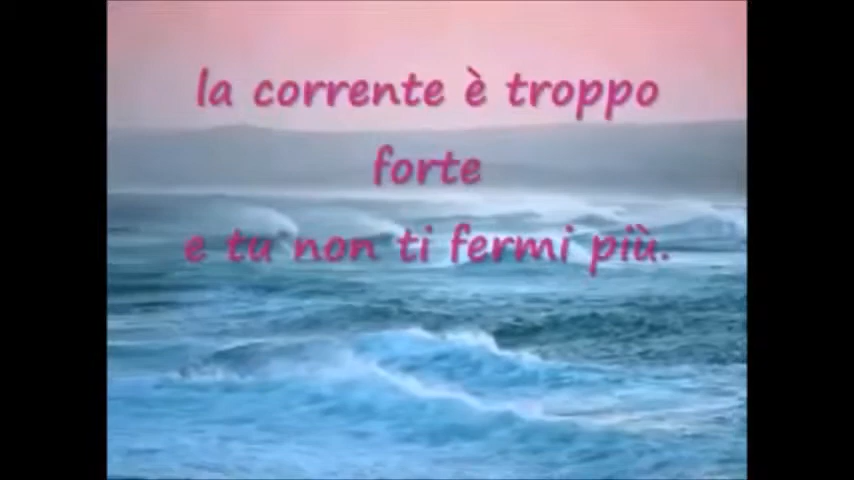 la corrente è troppo
forte
e tu non ti fermi più.